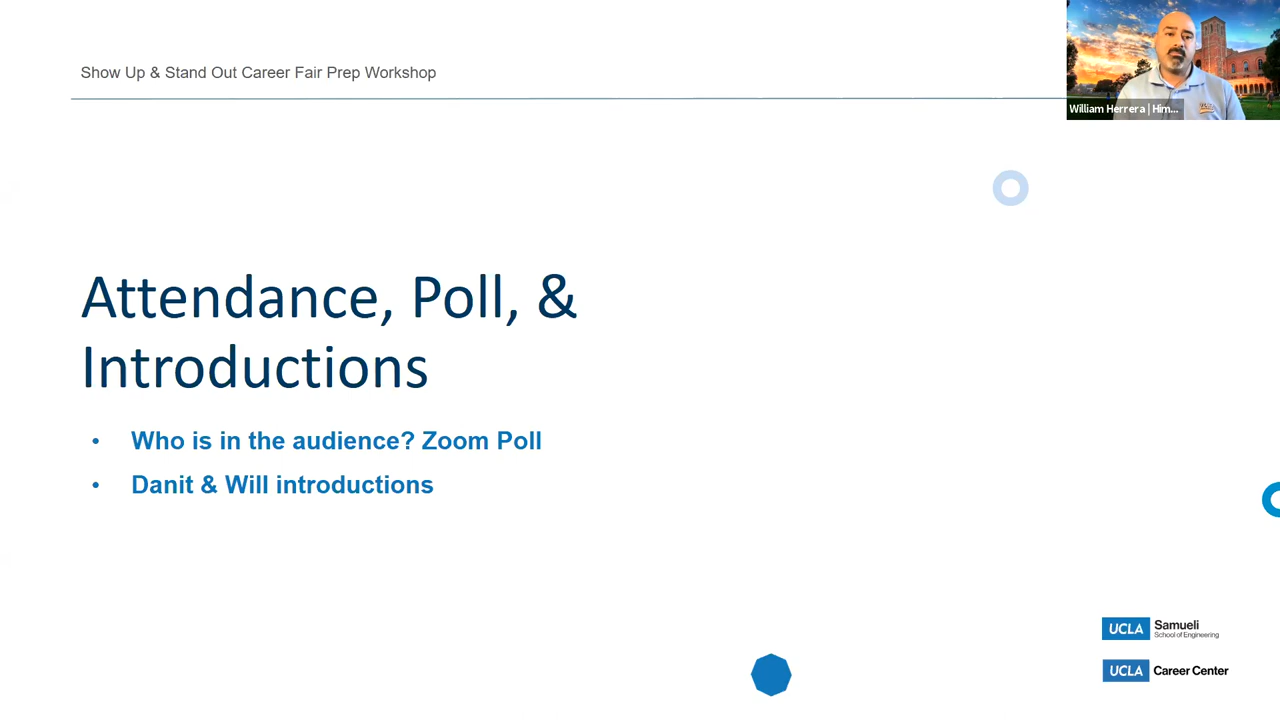 Show Up & Stand Out Career Fair Prep Workshop
William Herrera | Him...
Attendance, Poll, &
Introductions
• Who is in the audience? Zoom Poll
• Danit & Will introductions
UCLA Samueli
School of Engineering
UCLA Career Center